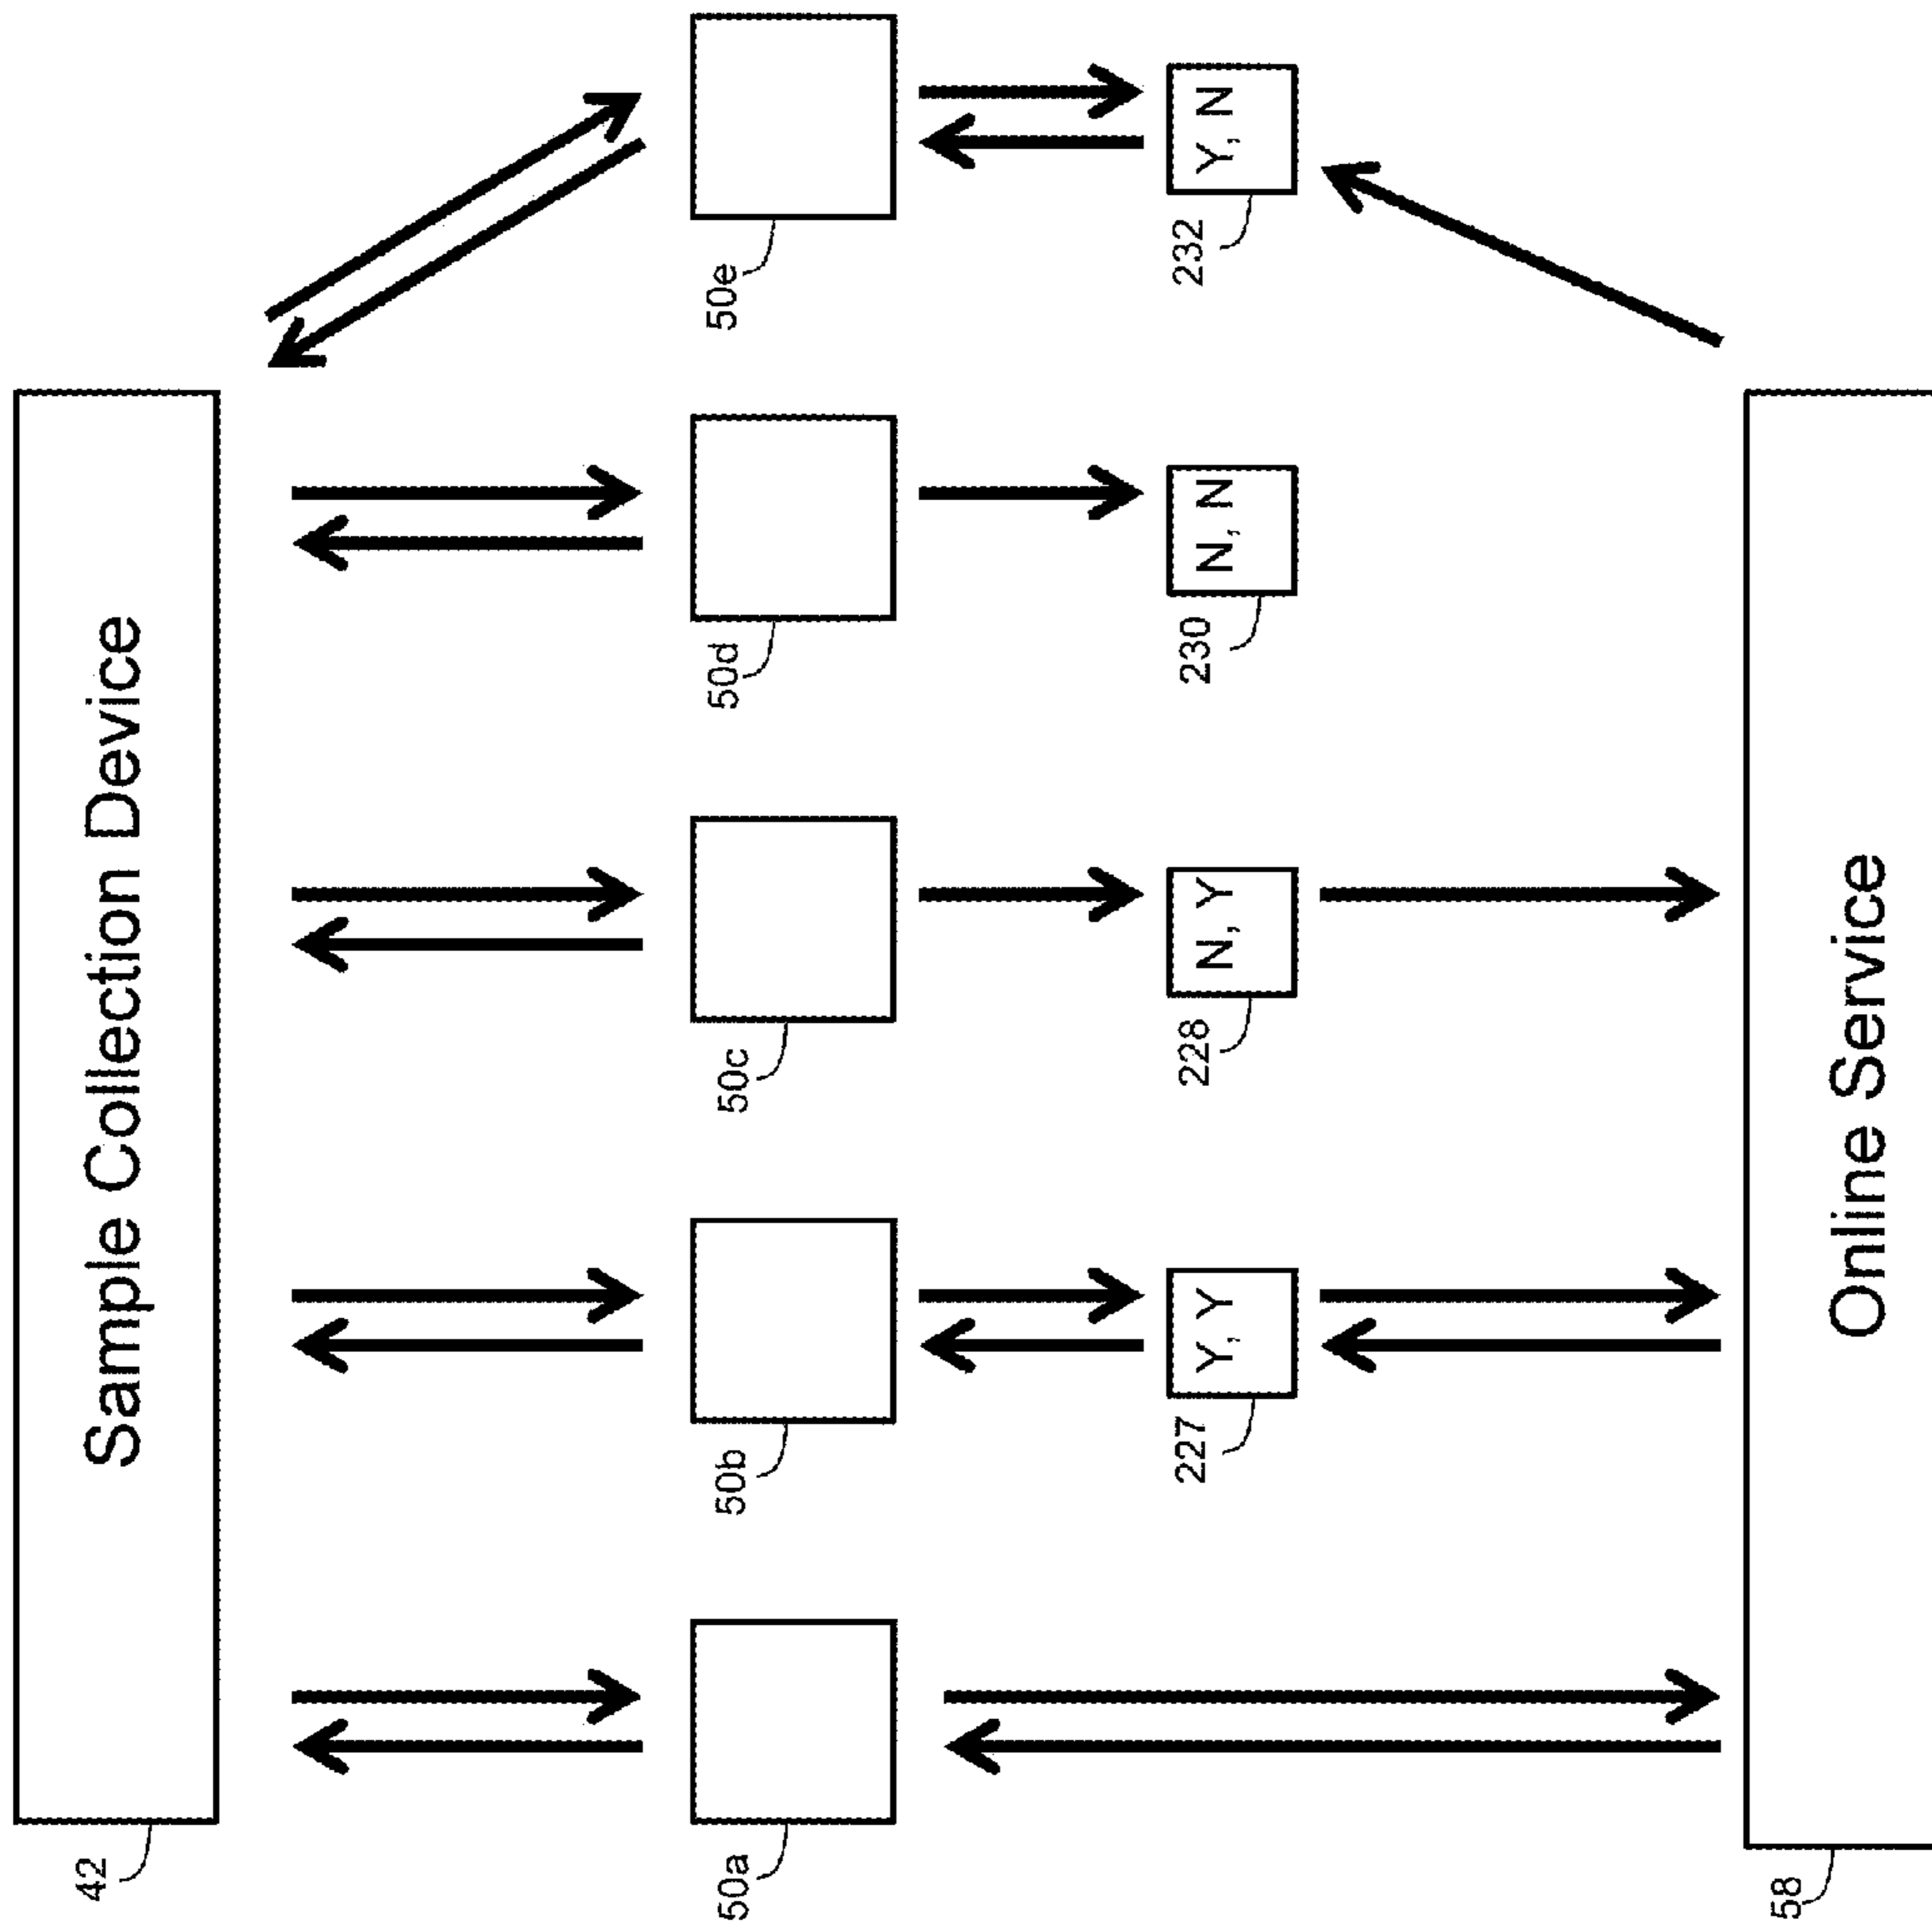 Sample Collection Device
42
50a
50b
50c
50d
50e
Y, Y
227
N, Y
228
N, N
230
Y, N
232
Online Service
58